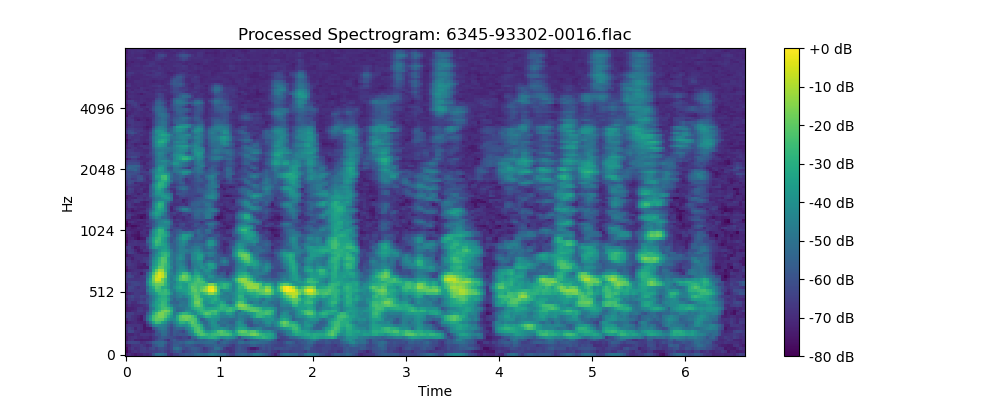 Processed Spectrogram: 6345-93302-0016.flac
+0 dB
-10 dB
-20 dB
-30 dB
-40 dB
-50 dB
-60 dB
-70 dB
-80 dB
Hz
4096
2048
1024
512
0
0 1 2 3 4 5 6
Time